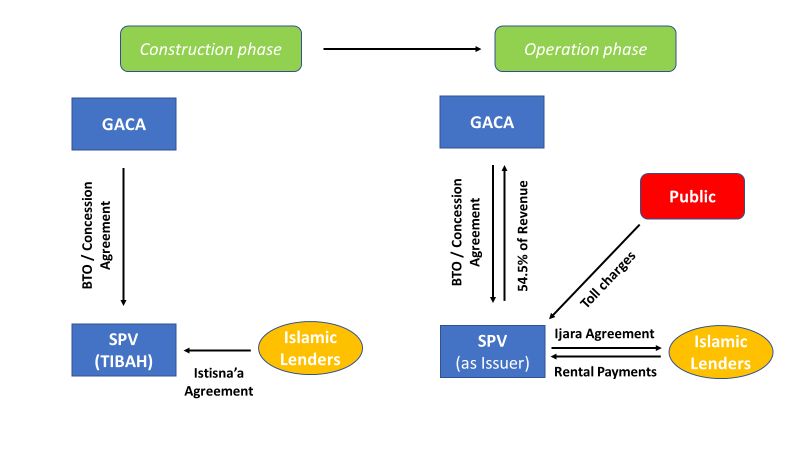 Construction phase
Operation phase
GACA
BTO / Concession
Agreement
SPV
(TIBAH)
Islamic
Lenders
Istisna’a
Agreement
GACA
BTO / Concession
Agreement
54.5% of Revenue
Public
Toll charges
SPV
(as Issuer)
Ijara Agreement
Rental Payments
Islamic
Lenders